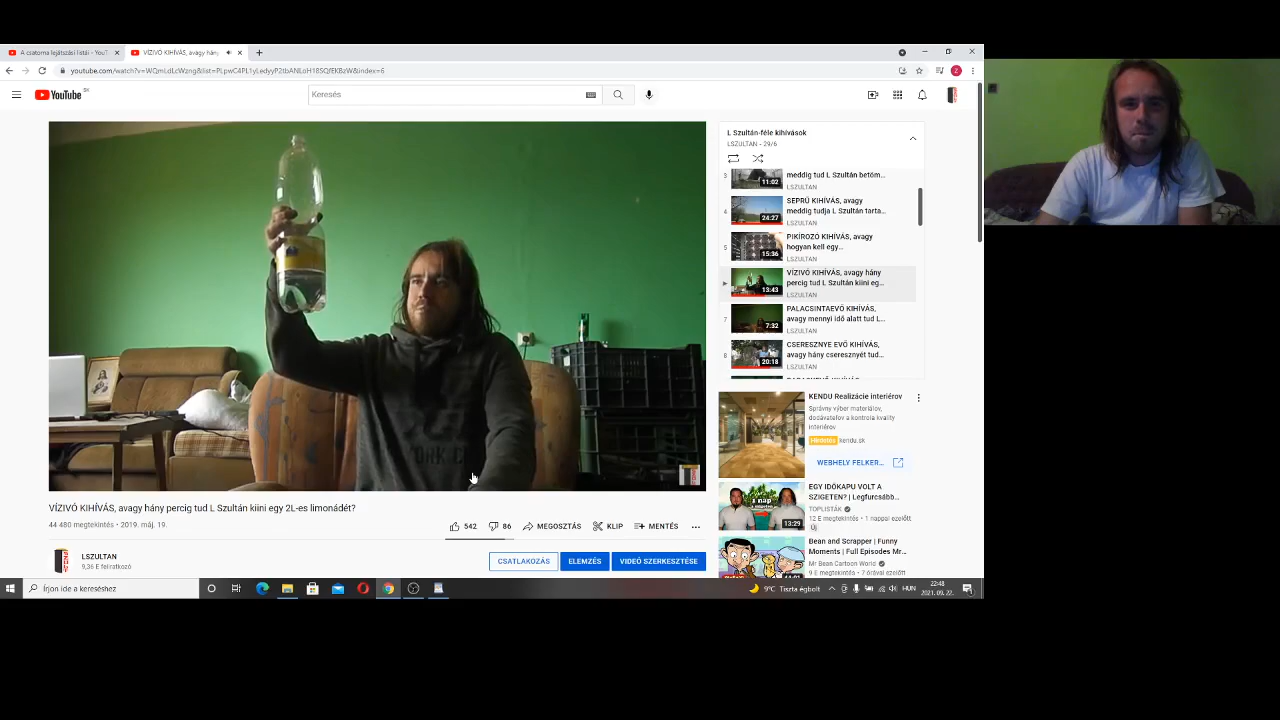 A csatorna lejátszási listái - YouT
VÍZIVÓ KIHÍVÁS, avagy hány
youtube.com/watch?v=WQmLdLcWzng&list=PLpwC4PL1yLedyyP2tbANLoH18SQfEKBzW&index=6
YouTube SK
Keresés
L Szultán-féle kihívások
LSZULTAN - 29/6
3
meddig tud L Szultán betöm...
11:02
LSZULTAN
4
SEPRŰ KIHÍVÁS, avagy
meddig tudja L Szultán tarta...
24:27
LSZULTAN
5
PIKÍROZÓ KIHÍVÁS, avagy
hogyan kell egy...
15:36
LSZULTAN
VÍZIVÓ KIHÍVÁS, avagy hány
percig tud L Szultán kiini eg...
13:43
LSZULTAN
7
PALACSINTAEVŐ KIHÍVÁS,
avagy mennyi idő alatt tud L...
7:32
LSZULTAN
8
CSERESZNYE EVŐ KIHÍVÁS,
avagy hány cseresznyét tud...
20:18
LSZULTAN
KENDU Realizácie interiérov
Správny výber materiálov,
dodávateľov a kontrola kvality
interiérov.
Hirdetés kendu.sk
WEBHELY FELKER...
EGY IDŐKAPU VOLT A
SZIGETEN? | Legfurcsább...
TOPLISTÁK
12 E megtekintés • 1 nappal ezelőtt
Új
13:29
Bean and Scrapper | Funny
Moments | Full Episodes Mr...
Mr Bean Cartoon World
9 E megtekintés • 7 órával ezelőtt
VÍZIVÓ KIHÍVÁS, avagy hány percig tud L Szultán kiini egy 2L-es limonádét?
44 480 megtekintés • 2019. máj. 19.
542
86
MEGOSZTÁS
KLIP
MENTÉS
LSZULTAN
9,36 E feliratkozó
CSATLAKOZÁS
ELEMZÉS
VIDEÓ SZERKESZTÉSE
Írjon ide a kereséshez
9°C Tiszta égbolt
HUN
22:48
2021. 09. 22.